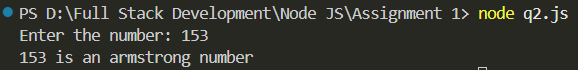 PS D:\Full Stack Development\Node JS\Assignment 1> node q2.js
Enter the number: 153
153 is an armstrong number